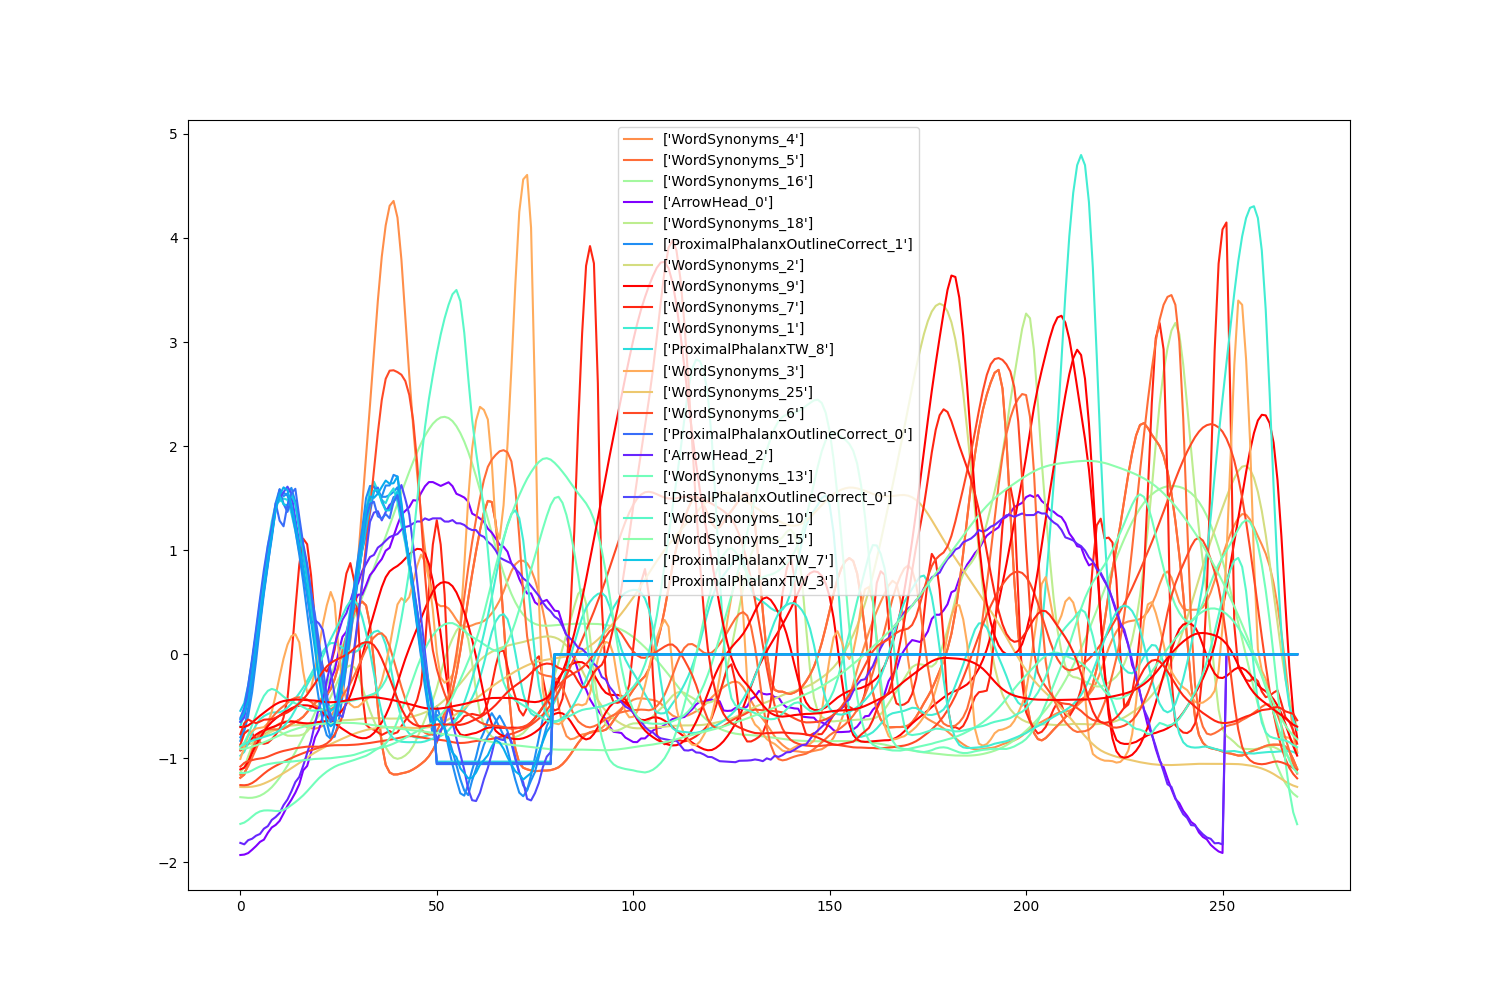 5
4
3
2
1
0
−1
−2
0 50 100 150 200 250
['WordSynonyms_4']
['WordSynonyms_5']
['WordSynonyms_16']
['ArrowHead_0']
['WordSynonyms_18']
['ProximalPhalanxOutlineCorrect_1']
['WordSynonyms_2']
['WordSynonyms_9']
['WordSynonyms_7']
['WordSynonyms_1']
['ProximalPhalanxTW_8']
['WordSynonyms_3']
['WordSynonyms_25']
['WordSynonyms_6']
['ProximalPhalanxOutlineCorrect_0']
['ArrowHead_2']
['WordSynonyms_13']
['DistalPhalanxOutlineCorrect_0']
['WordSynonyms_10']
['WordSynonyms_15']
['ProximalPhalanxTW_7']
['ProximalPhalanxTW_3']